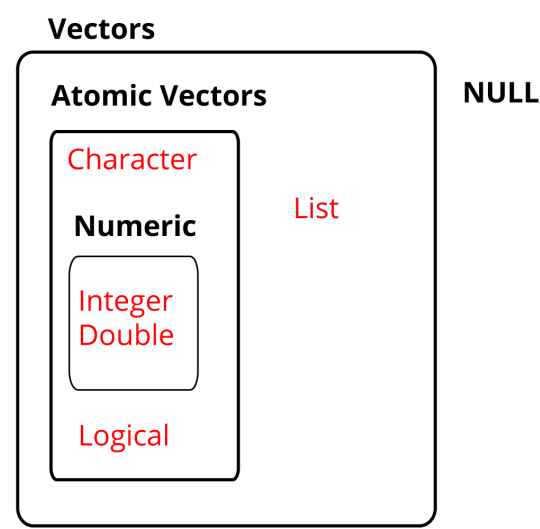 Vectors
Atomic Vectors
NULL
Character
List
Numeric
Integer
Double
Logical